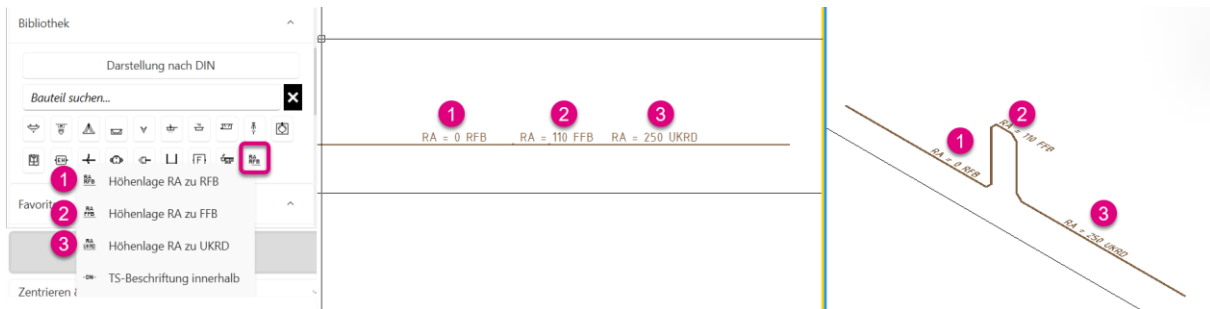 Bibliothek
Darstellung nach DIN
Bauteil suchen...
RA
RFB
1 Höhenlage RA zu RFB
Favorit
2 Höhenlage RA zu FFB
3 Höhenlage RA zu UKRD
TS-Beschriftung innerhalb
Zentrieren
1 2 3
RA = 0 RFB RA = 110 FFB RA = 250 UKRD
2
RA = 110 FFB
1
RA = 0 RFB
3
RA = 250 UKRD